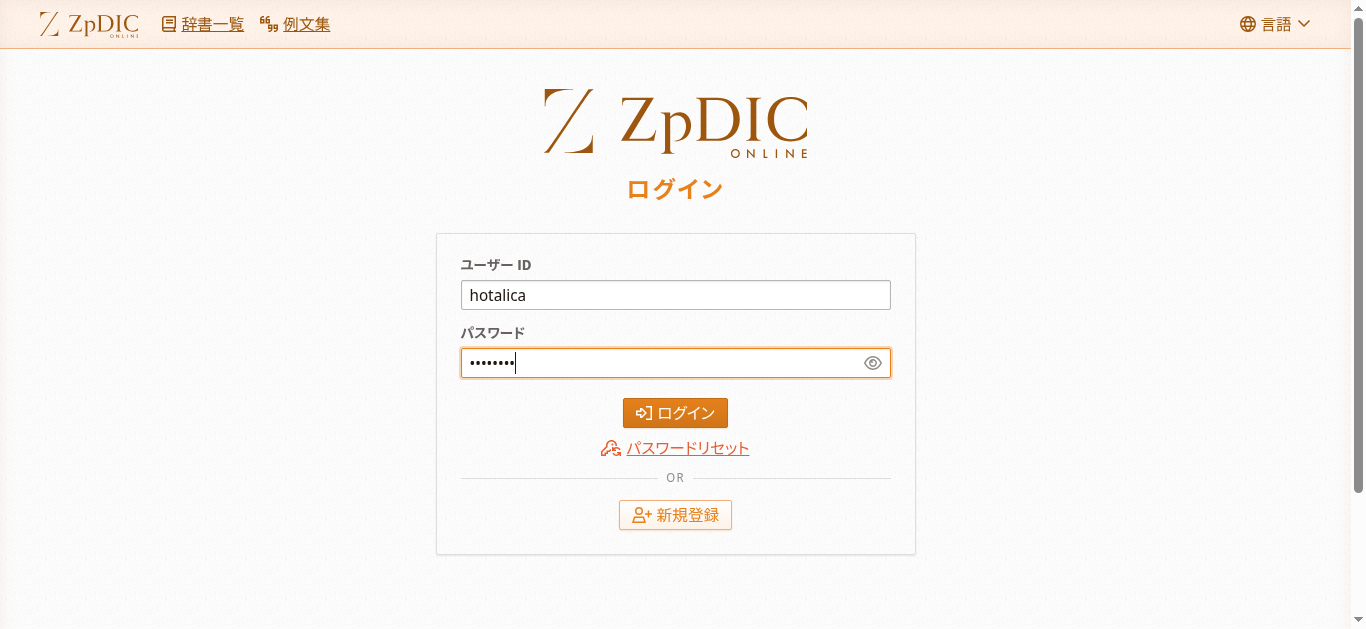 ZpDIC ONLINE 辞書一覧 例文集 言語
ZpDIC
ONLINE
ログイン
ユーザー ID
hotalica
パスワード
••••••••
ログイン
パスワードリセット
OR
新規登録